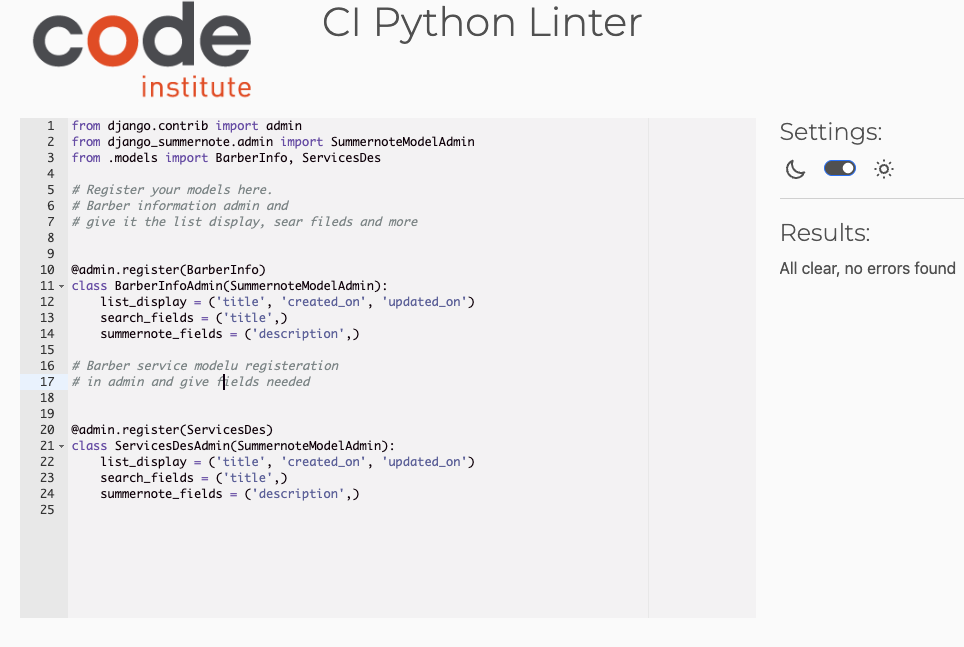 code
institute
CI Python Linter
1 from django.contrib import admin
2 from django_summernote.admin import SummernoteModelAdmin
3 from .models import BarberInfo, ServicesDes
4
5 # Register your models here.
6 # Barber information admin and
7 # give it the list display, sear fileds and more
8
9
10 @admin.register(BarberInfo)
11 class BarberInfoAdmin(SummernoteModelAdmin):
12     list_display = ('title', 'created_on', 'updated_on')
13     search_fields = ('title',)
14     summernote_fields = ('description',)
15
16 # Barber service modelu registeration
17 # in admin and give fields needed
18
19
20 @admin.register(ServicesDes)
21 class ServicesDesAdmin(SummernoteModelAdmin):
22     list_display = ('title', 'created_on', 'updated_on')
23     search_fields = ('title',)
24     summernote_fields = ('description',)
25
Settings:
Results:
All clear, no errors found